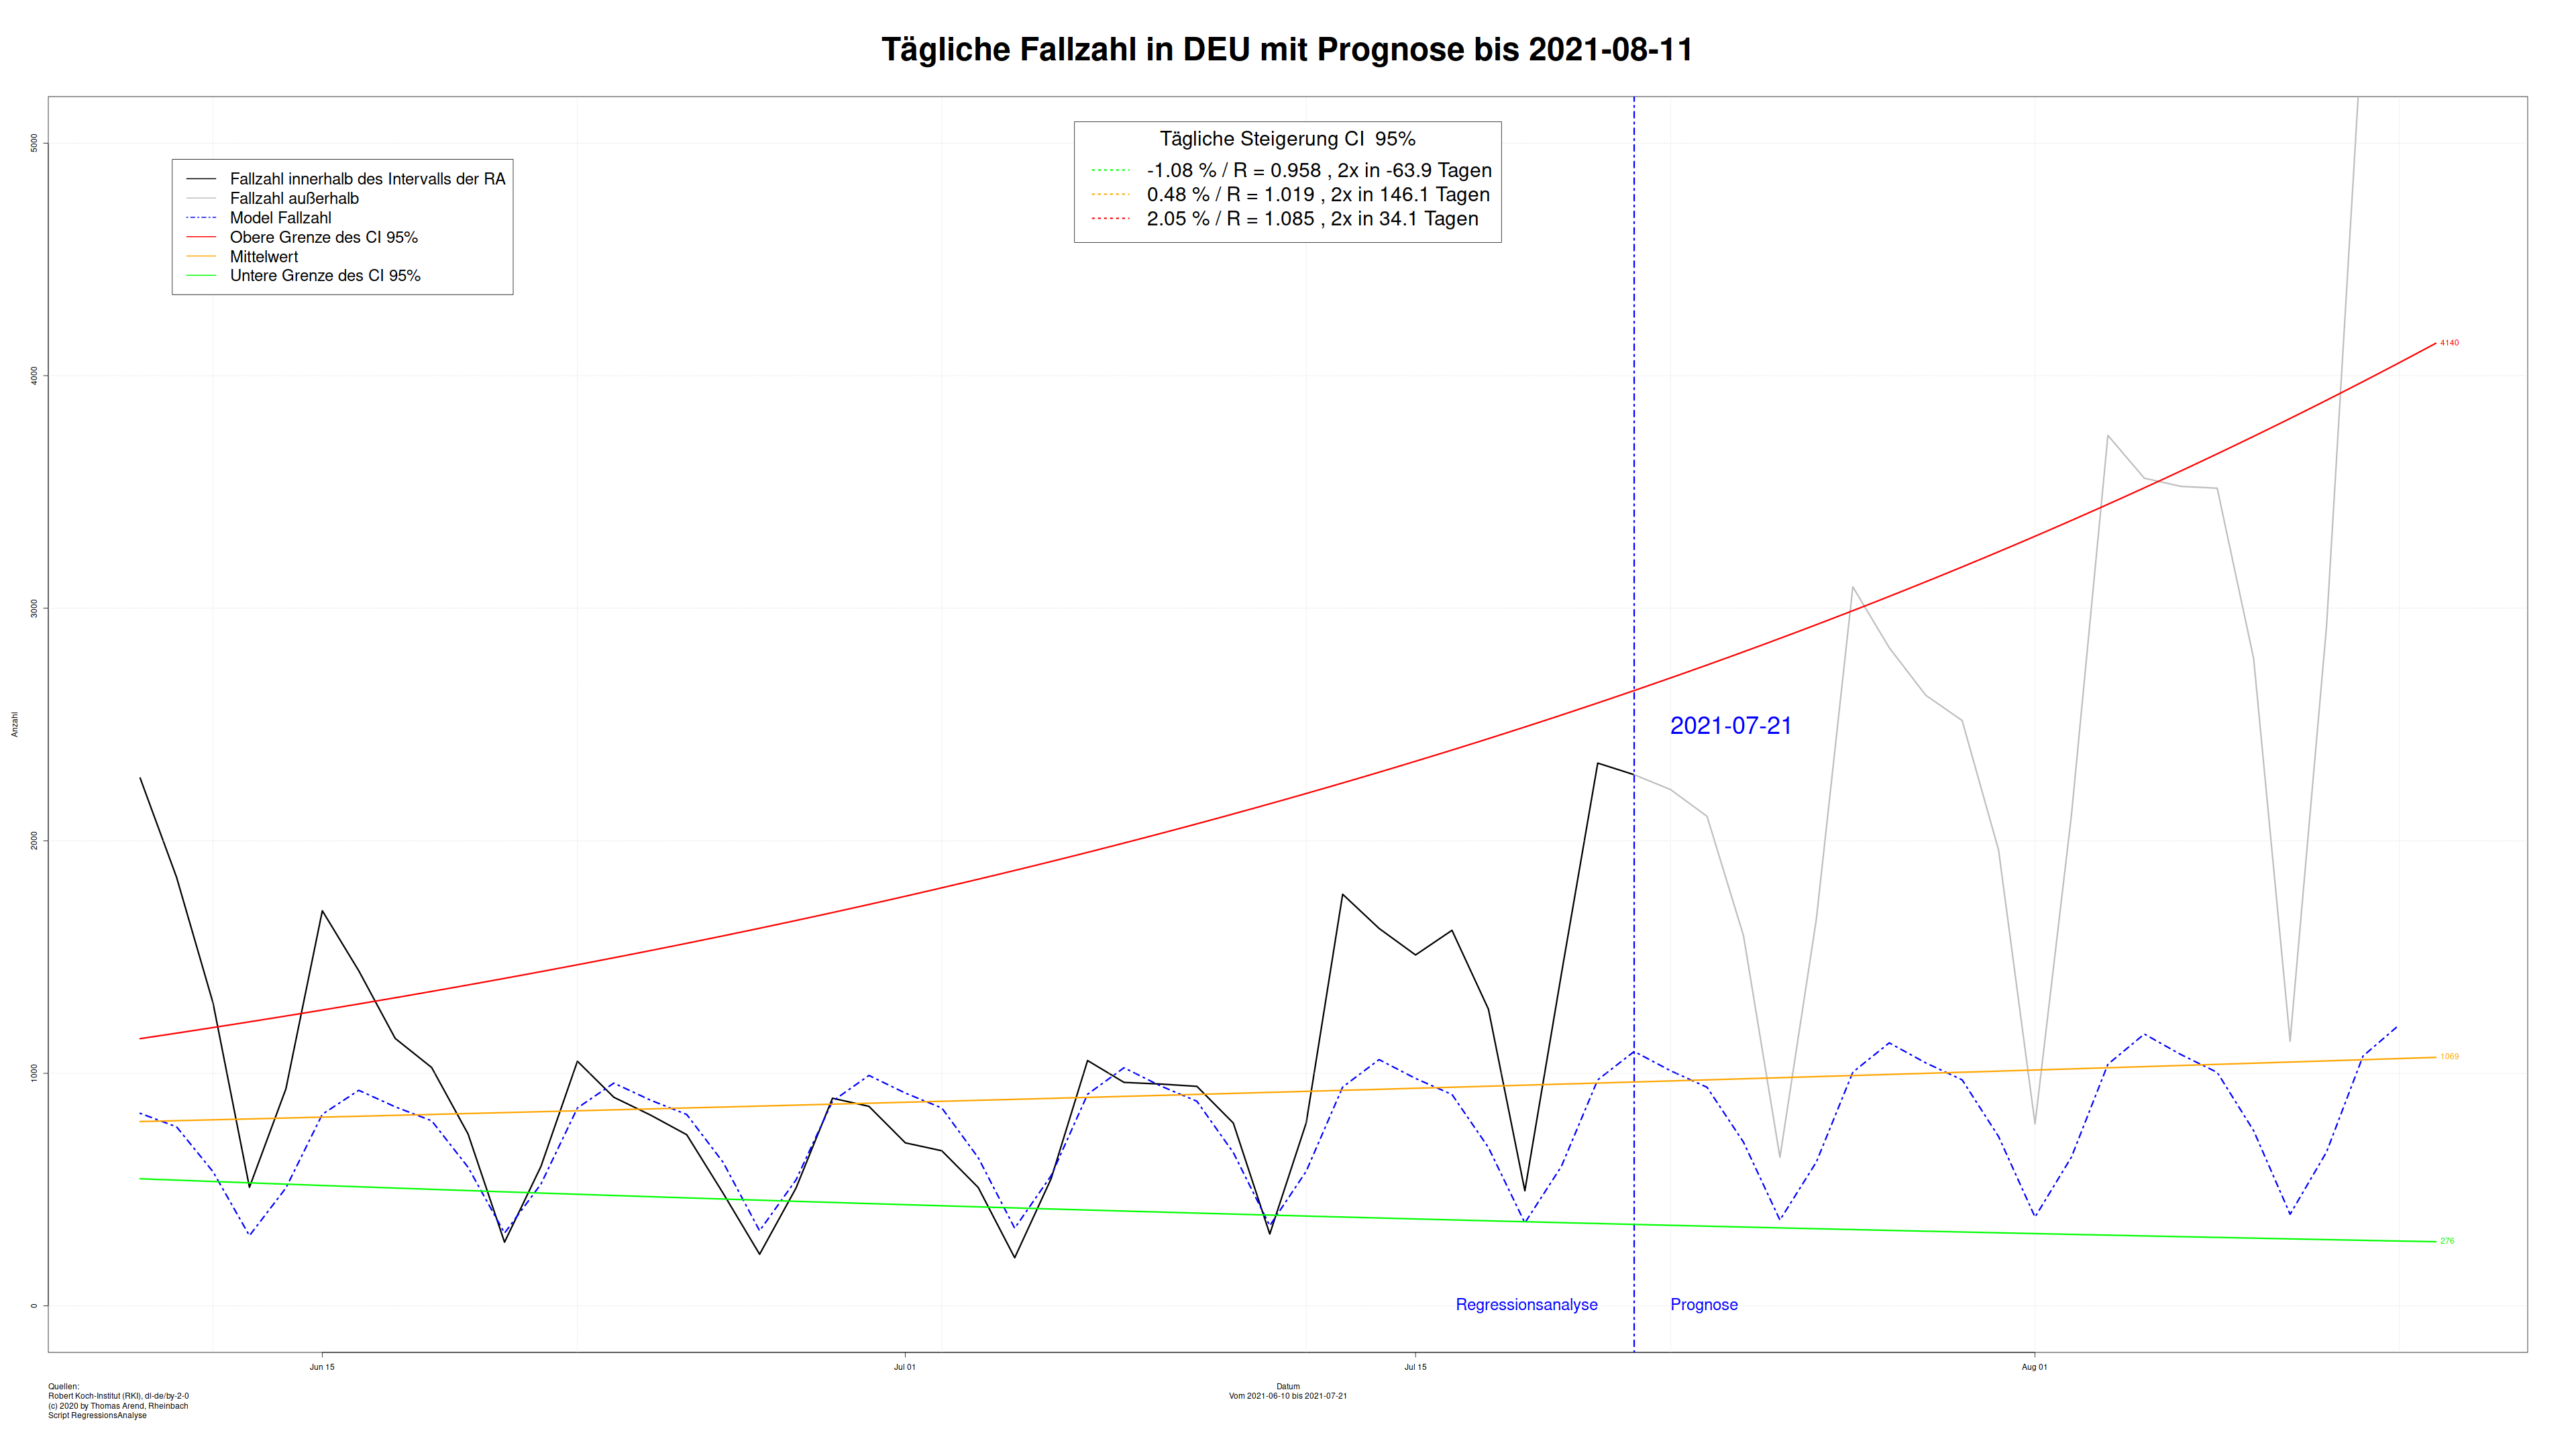 Tägliche Fallzahl in DEU mit Prognose bis 2021-08-11
Fallzahl innerhalb des Intervalls der RA
Fallzahl außerhalb
Model Fallzahl
Obere Grenze des CI 95%
Mittelwert
Untere Grenze des CI 95%
Tägliche Steigerung CI 95%
-1.08 % / R = 0.958 , 2x in -63.9 Tagen
0.48 % / R = 1.019 , 2x in 146.1 Tagen
2.05 % / R = 1.085 , 2x in 34.1 Tagen
5000
4000
3000
2000
1000
0
Anzahl
4140
2021-07-21
1069
276
Regressionsanalyse
Prognose
Jun 15
Jul 01
Jul 15
Aug 01
Datum
Vom 2021-06-10 bis 2021-07-21
Quellen:
Robert Koch-Institut (RKI), dl-de/by-2-0
(c) 2020 by Thomas Arend, Rheinbach
Script RegressionsAnalyse